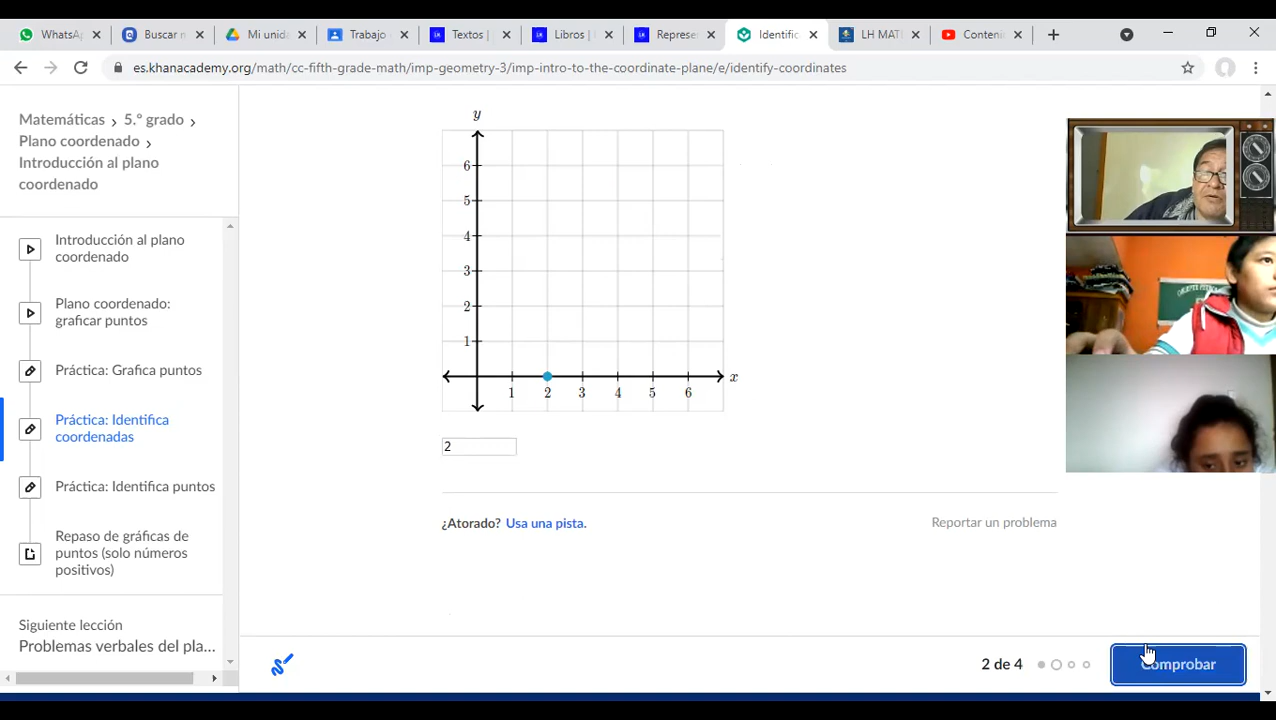 WhatsA
Buscar r
Mi unida
Trabajo
Textos |
Libros |
Represe
Identific
LH MATI
Conteni
es.khanacademy.org/math/cc-fifth-grade-math/imp-geometry-3/imp-intro-to-the-coordinate-plane/e/identify-coordinates
Matemáticas > 5.º grado >
Plano coordenado >
Introducción al plano
coordenado
Introducción al plano
coordenado
Plano coordenado:
graficar puntos
Práctica: Grafica puntos
Práctica: Identifica
coordenadas
Práctica: Identifica puntos
Repaso de gráficas de
puntos (solo números
positivos)
Siguiente lección
Problemas verbales del pla...
y
6
5
4
3
2
1
x
1 2 3 4 5 6
2
¿Atorado? Usa una pista.
Reportar un problema
2 de 4
Comprobar